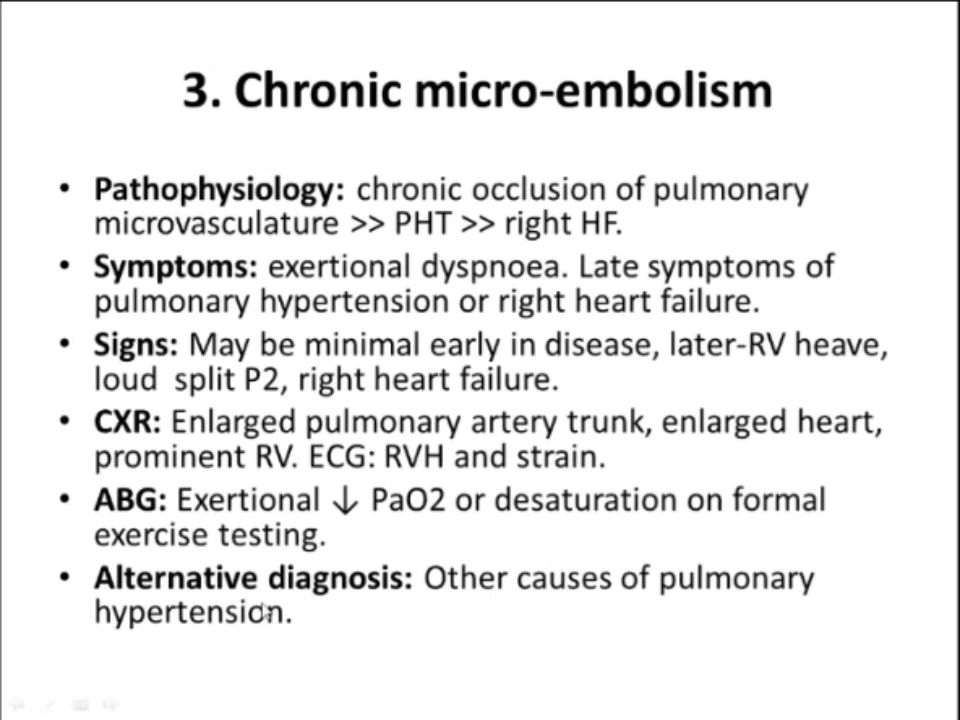 3. Chronic micro-embolism
• Pathophysiology: chronic occlusion of pulmonary
microvasculature >> PHT >> right HF.
• Symptoms: exertional dyspnoea. Late symptoms of
pulmonary hypertension or right heart failure.
• Signs: May be minimal early in disease, later-RV heave,
loud  split P2, right heart failure.
• CXR: Enlarged pulmonary artery trunk, enlarged heart,
prominent RV. ECG: RVH and strain.
• ABG: Exertional ↓ PaO2 or desaturation on formal
exercise testing.
• Alternative diagnosis: Other causes of pulmonary
hypertension.